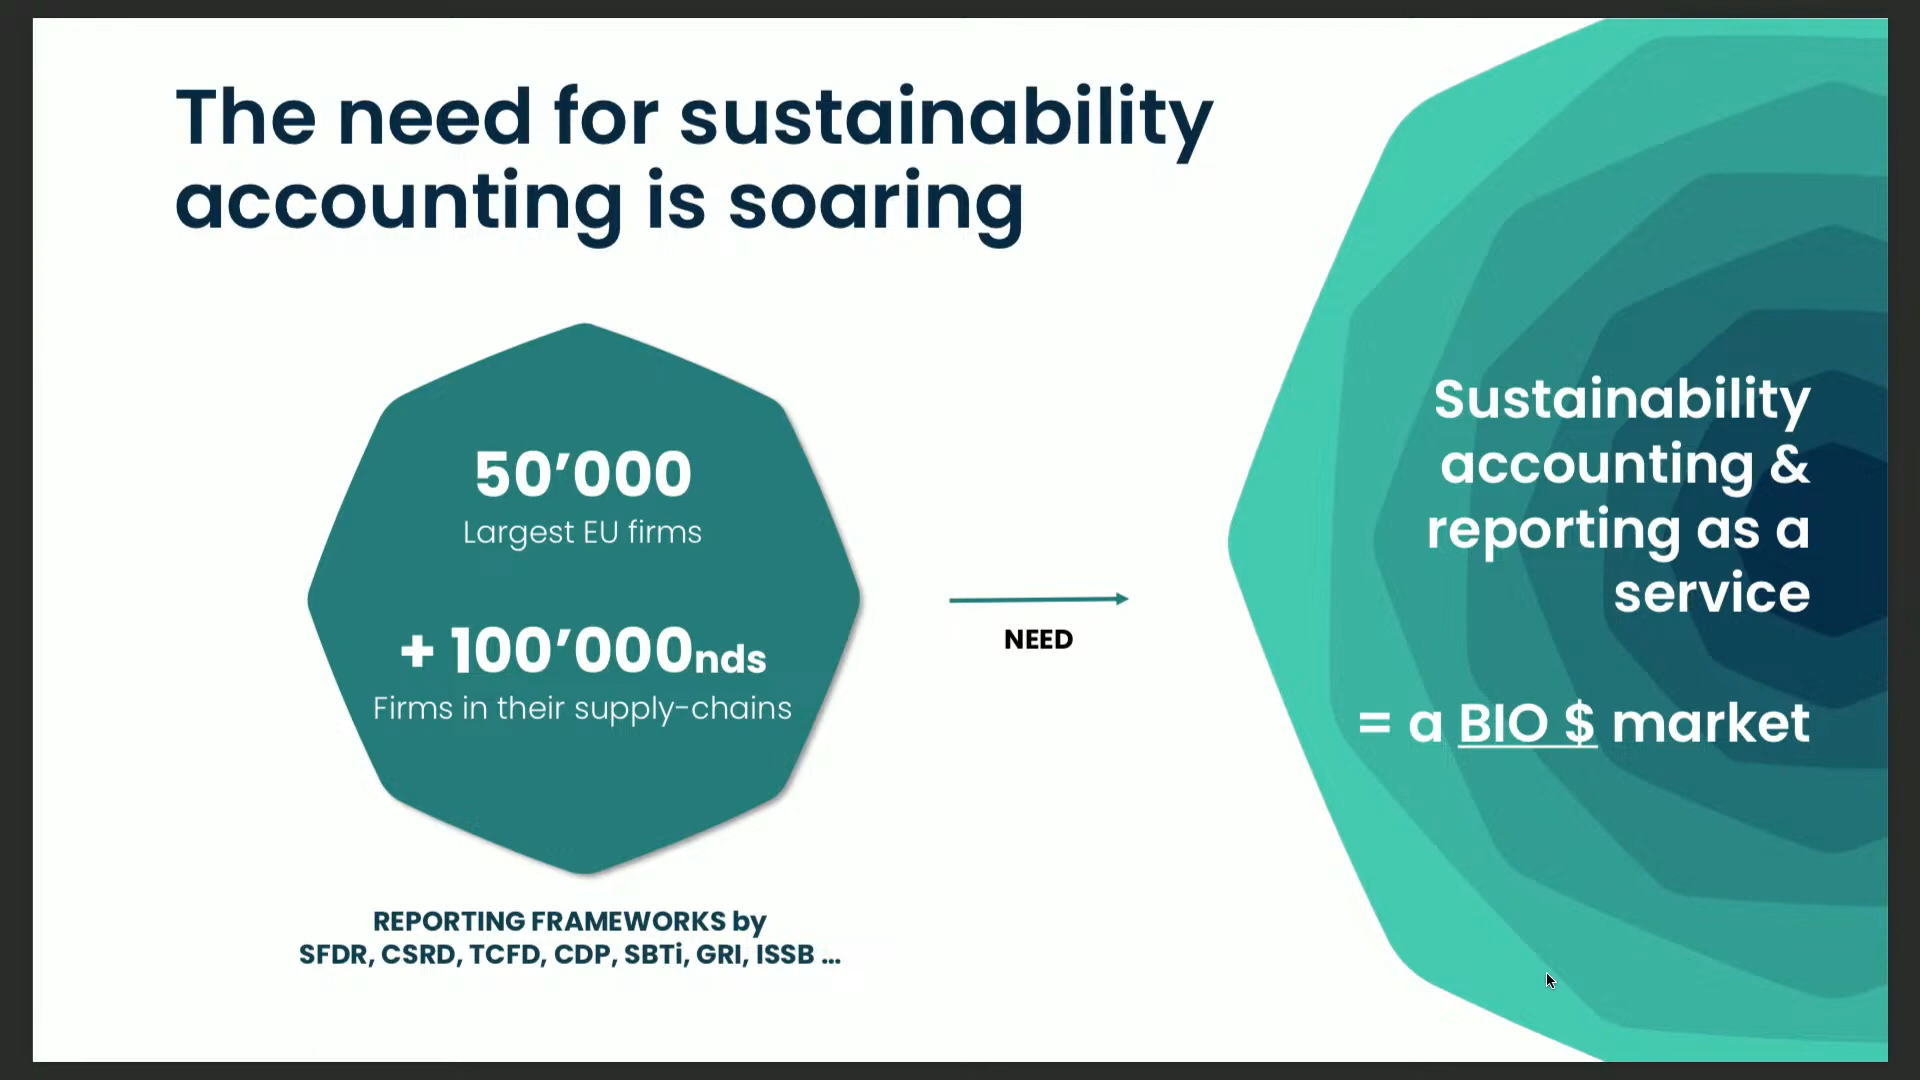 The need for sustainability
accounting is soaring
50’000
Largest EU firms
+ 100’000nds
Firms in their supply-chains
REPORTING FRAMEWORKS by
SFDR, CSRD, TCFD, CDP, SBTi, GRI, ISSB ...
NEED
Sustainability
accounting &
reporting as a
service
= a BIO $ market